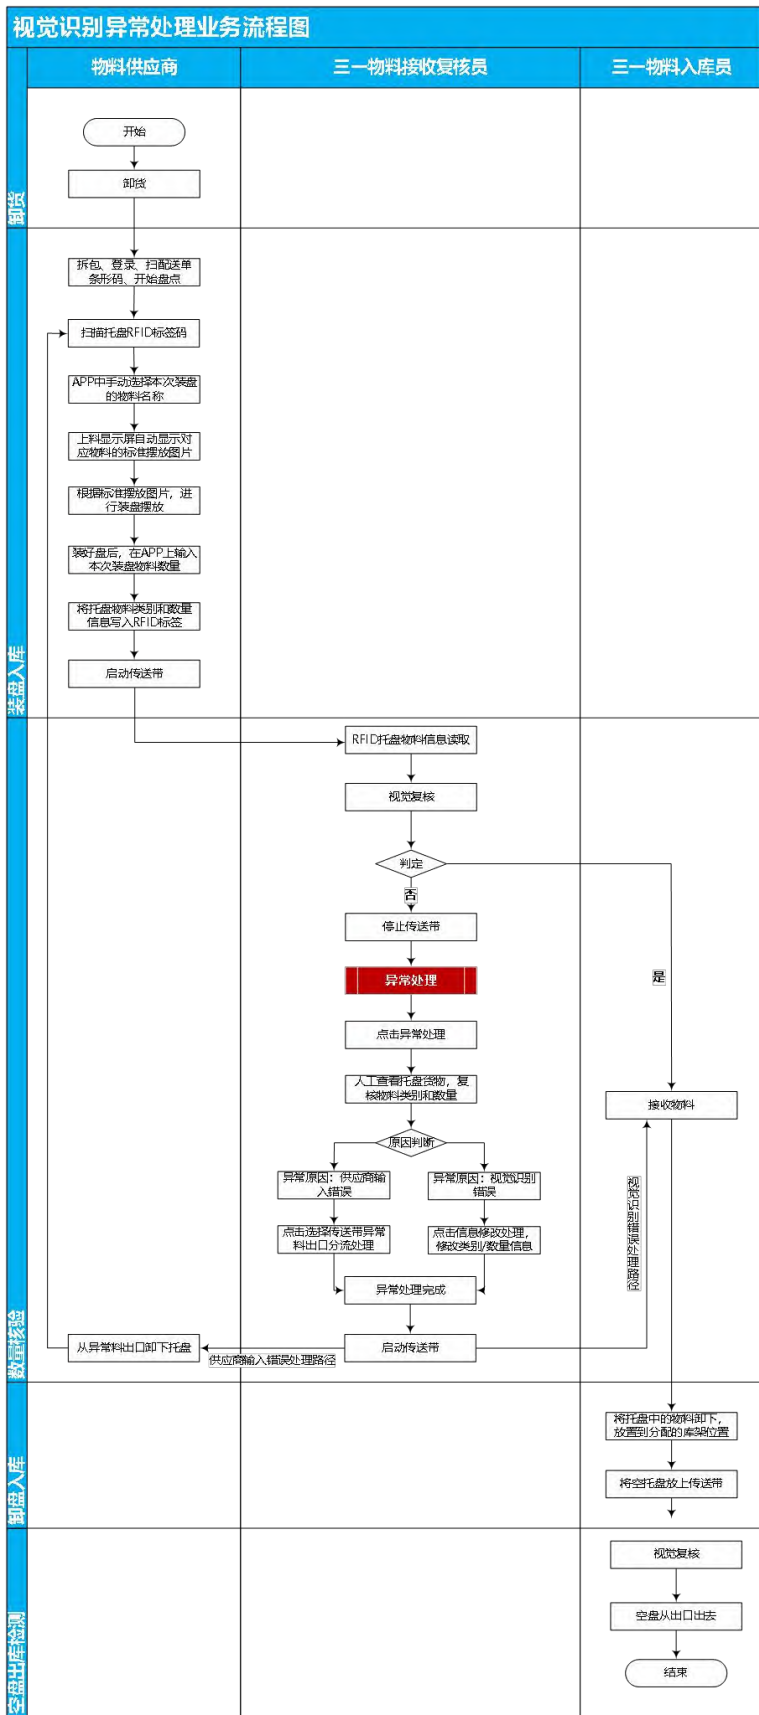 视觉识别异常处理业务流程图
物料供应商
三一物料接收复核员
三一物料入库员
卸货
开始
卸货
装盘入库
拆包、登录、扫配送单
条形码、开始盘点
扫描托盘RFID标签码
APP中手动选择本次装盘
的物料名称
上料显示屏自动显示对
应物料的标准摆放图片
根据标准摆放图片，进
行装盘摆放
装好盘后，在APP上输入
本次装盘物料数量
将托盘物料类别和数量
信息写入RFID标签
启动传送带
数量核验
RFID托盘物料信息读取
视觉复核
判定
否
是
停止传送带
异常处理
点击异常处理
人工查看托盘货物，复
核物料类别和数量
接收物料
原因判断
异常原因：供应商输
入错误
异常原因：视觉识别
错误
点击选择传送带异常
料出口分流处理
点击信息修改处理，
修改类别/数量信息
视觉识别错误处理路径
异常处理完成
启动传送带
供应商输入错误处理路径
从异常料出口卸下托盘
卸盘入库
将托盘中的物料卸下，
放置到分配的库架位置
将空托盘放上传送带
空盘出库检测
视觉复核
空盘从出口出去
结束